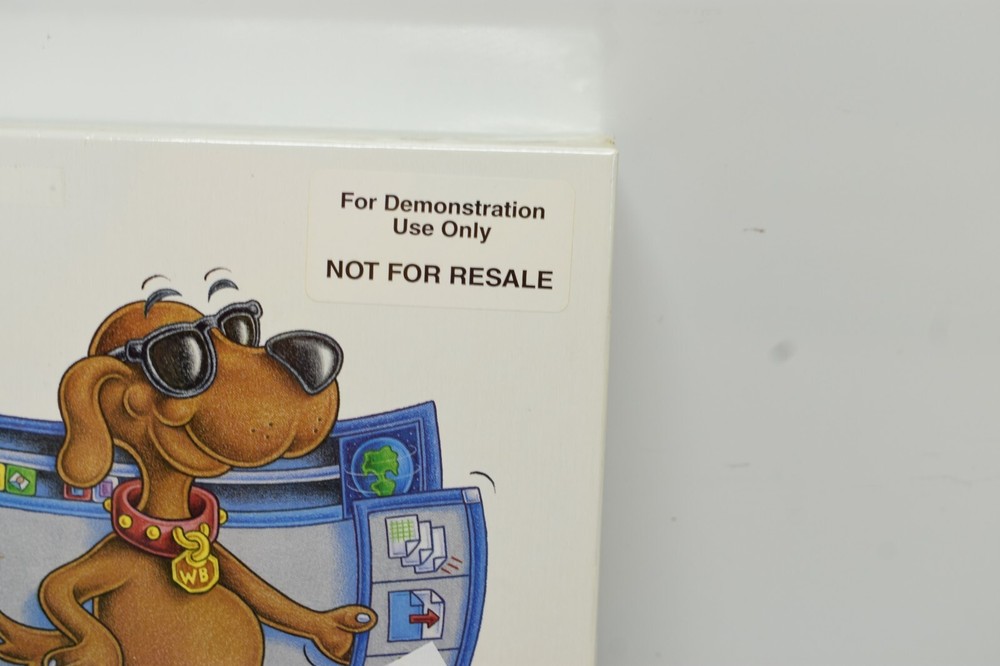 For Demonstration
Use Only
NOT FOR RESALE
WB